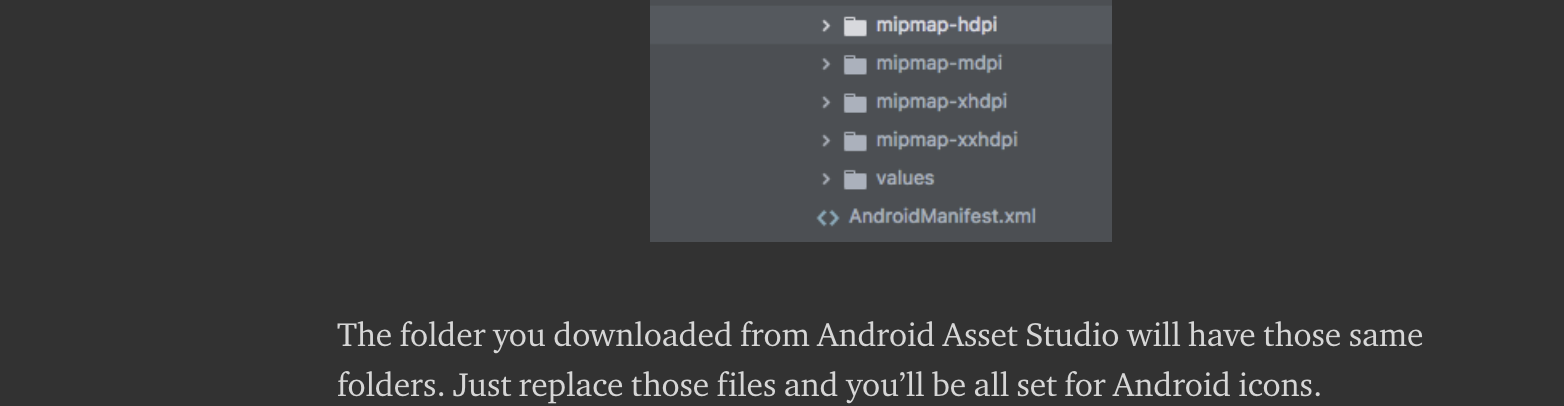 mipmap-hdpi
mipmap-mdpi
mipmap-xhdpi
mipmap-xxhdpi
values
AndroidManifest.xml
The folder you downloaded from Android Asset Studio will have those same
folders. Just replace those files and you’ll be all set for Android icons.